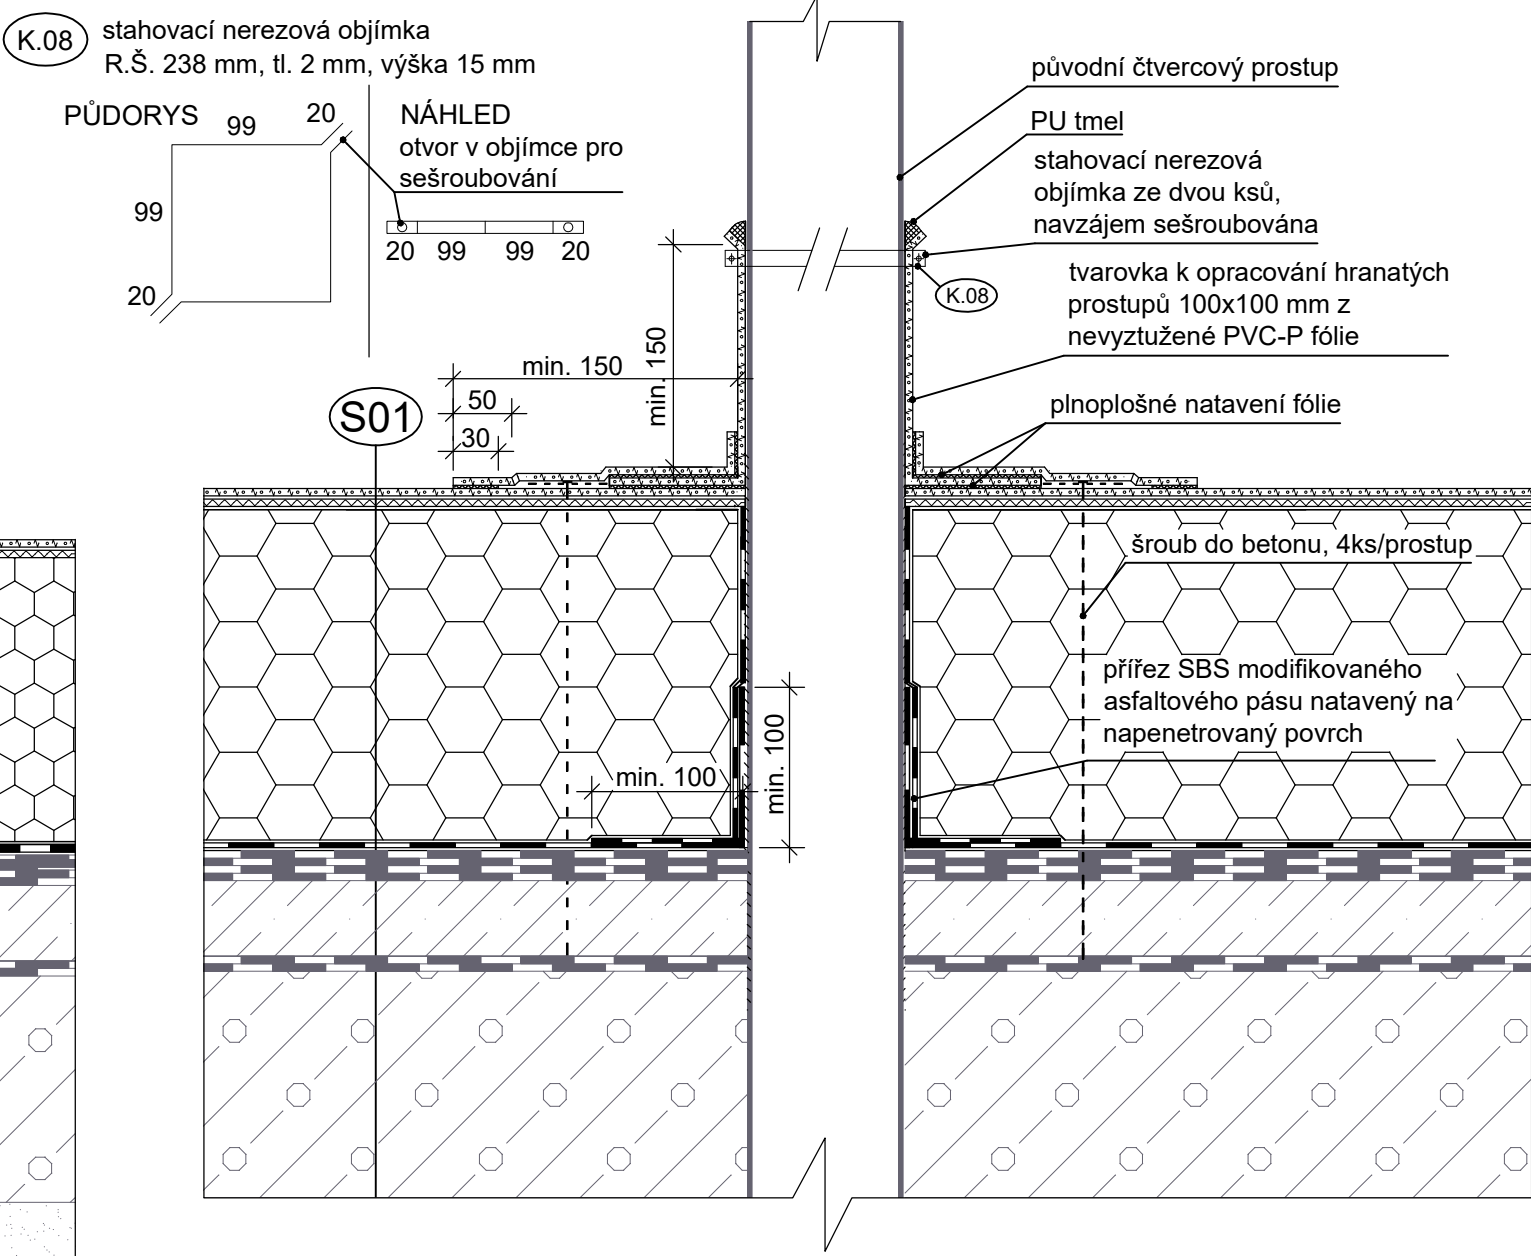 K.08
stahovací nerezová objímka
R.Š. 238 mm, tl. 2 mm, výška 15 mm
PŮDORYS
99
20
99
20
NÁHLED
otvor v objímce pro
sešroubování
20 99 99 20
původní čtvercový prostup
PU tmel
stahovací nerezová
objímka ze dvou ksů,
navzájem sešroubována
K.08
tvarovka k opracování hranatých
prostupů 100x100 mm z
nevyztužené PVC-P fólie
plnoplošné natavení fólie
min. 150
min. 150
50
30
S01
šroub do betonu, 4ks/prostup
přířez SBS modifikovaného
asfaltového pásu natavený na
napenetrovaný povrch
min. 100
min. 100